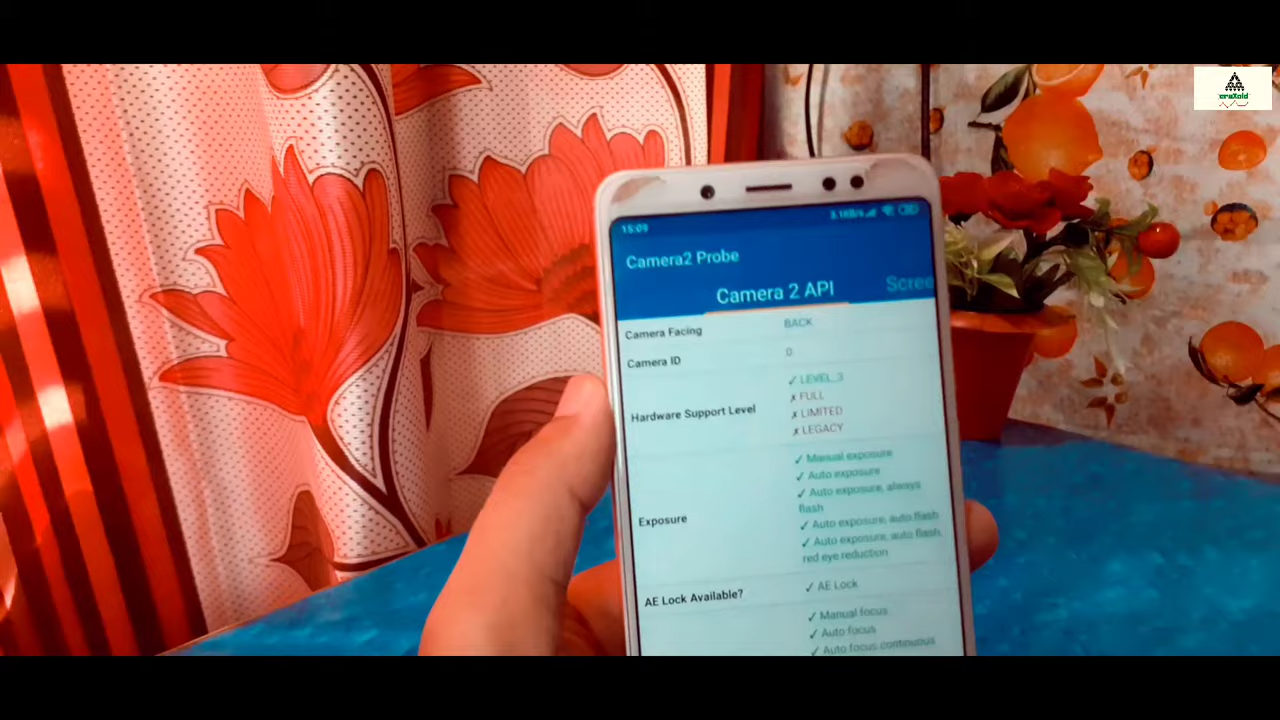 craXoid
15:09
Camera2 Probe
Camera 2 API Scree
Camera Facing BACK
Camera ID 0
Hardware Support Level
✓ LEVEL_3
✗ FULL
✗ LIMITED
✗ LEGACY
Exposure
✓ Manual exposure
✓ Auto exposure
✓ Auto exposure, always
flash
✓ Auto exposure, auto flash
✓ Auto exposure, auto flash,
red eye reduction
AE Lock Available? ✓ AE Lock
✓ Manual focus
✓ Auto focus
✓ Auto focus continuous